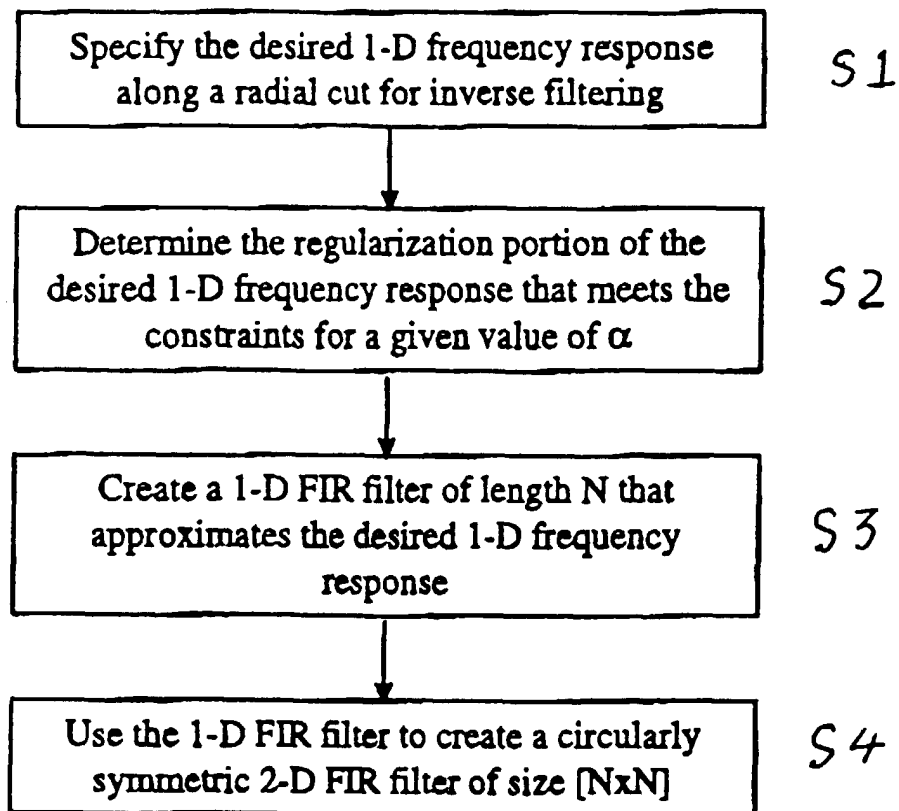 Specify the desired 1-D frequency response
along a radial cut for inverse filtering
S1
Determine the regularization portion of the
desired 1-D frequency response that meets the
constraints for a given value of α
S2
Create a 1-D FIR filter of length N that
approximates the desired 1-D frequency
response
S3
Use the 1-D FIR filter to create a circularly
symmetric 2-D FIR filter of size [NxN]
S4